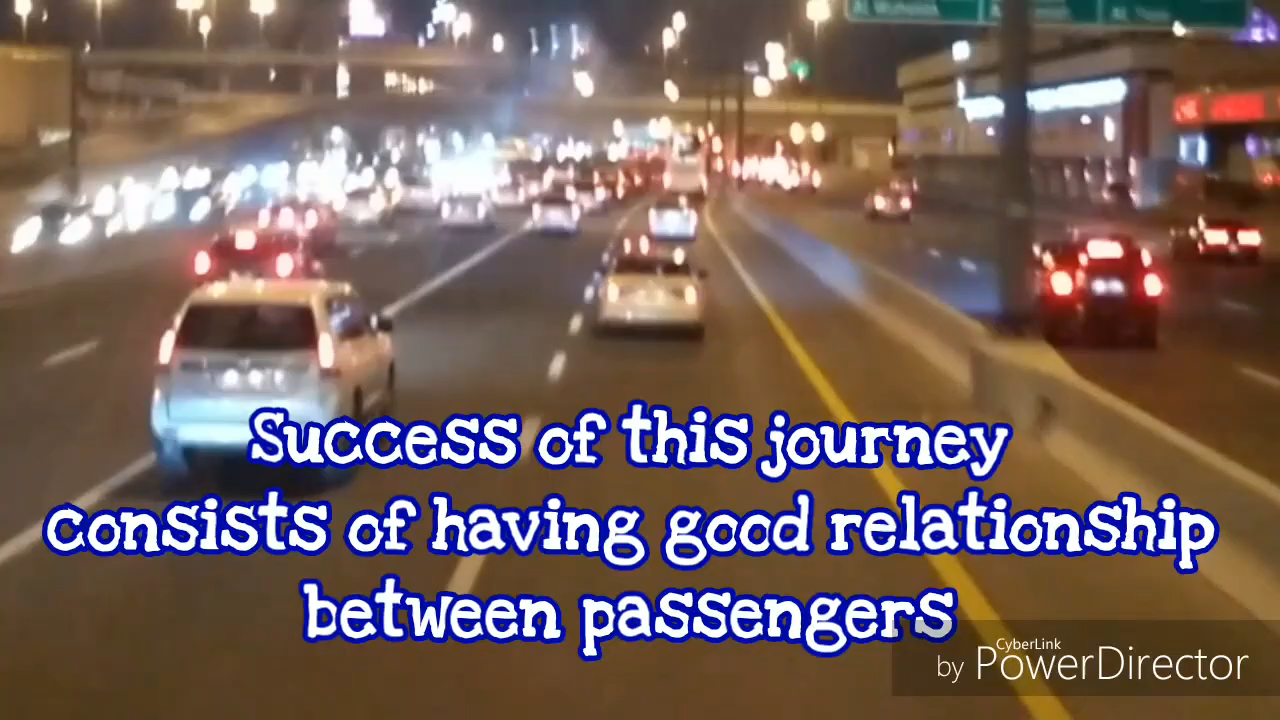 Success of this journey
consists of having good relationship
between passengers
CyberLink
by PowerDirector